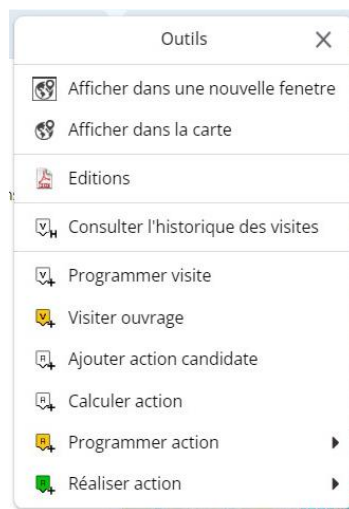 Outils
Afficher dans une nouvelle fenetre
Afficher dans la carte
Editions
Consulter l'historique des visites
Programmer visite
Visiter ouvrage
Ajouter action candidate
Calculer action
Programmer action
Réaliser action